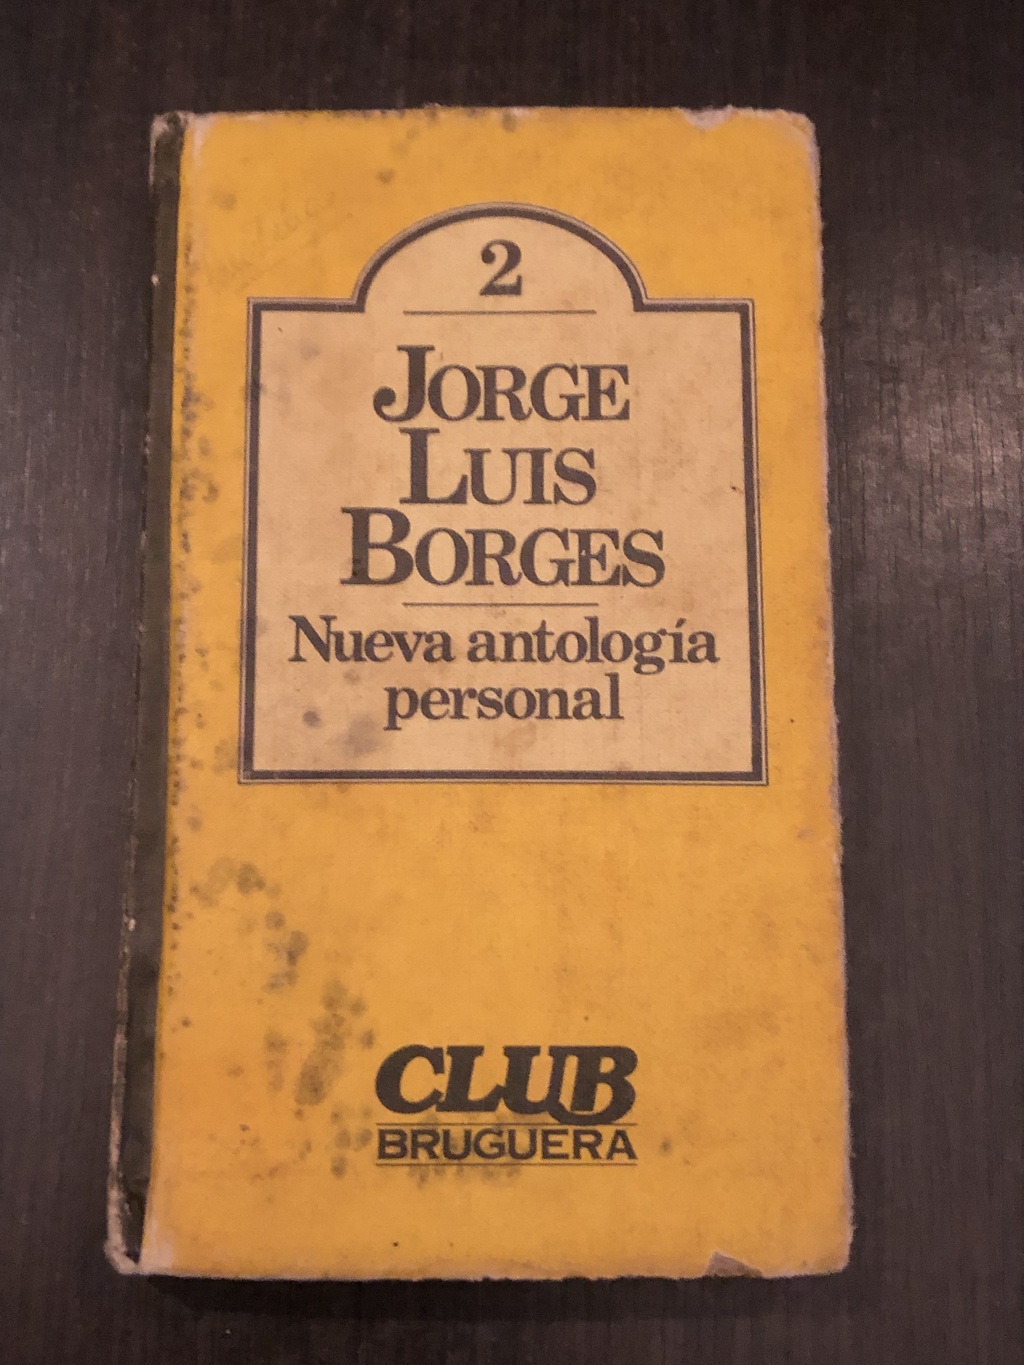 2
JORGE
LUIS
BORGES
Nueva antología
personal
CLUB
BRUGUERA